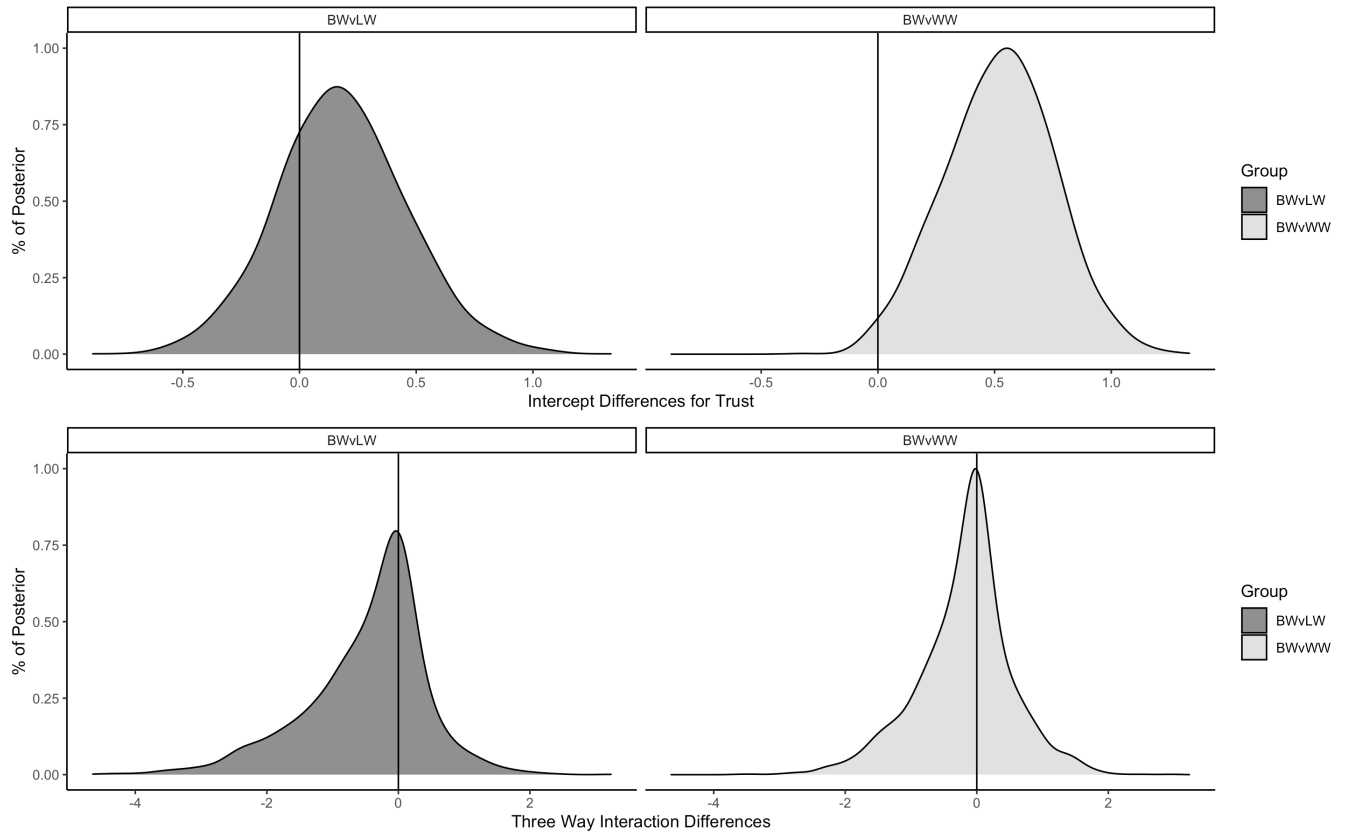 BWvLW
BWvWW
1.00
0.75
0.50
0.25
0.00
% of Posterior
-0.5
0.0
0.5
1.0
-0.5
0.0
0.5
1.0
Intercept Differences for Trust
Group
BWvLW
BWvWW
BWvLW
BWvWW
1.00
0.75
0.50
0.25
0.00
% of Posterior
-4
-2
0
2
-4
-2
0
2
Three Way Interaction Differences
Group
BWvLW
BWvWW